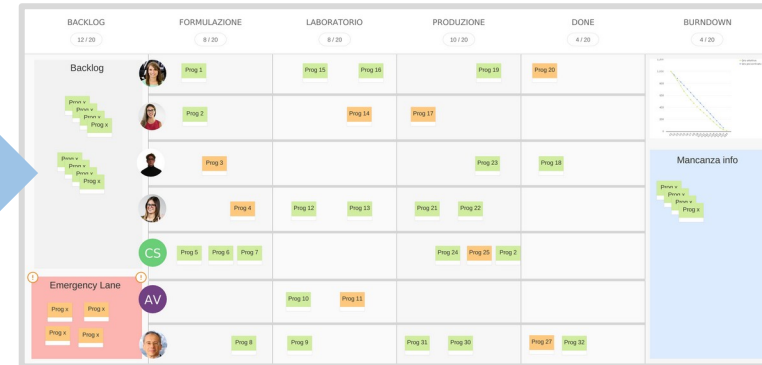 BACKLOG FORMULAZIONE LABORATORIO PRODUZIONE DONE BURNDOWN
12 / 20 8 / 20 8 / 20 10 / 20 4 / 20 4 / 20
Backlog
Prog x
Prog x
Prog x
Prog x
Prog x
Prog x
Prog x
Prog x
Emergency Lane
Prog x Prog x
Prog x Prog x
Prog 1 Prog 15 Prog 16 Prog 19 Prog 20
Prog 2 Prog 14 Prog 17
Prog 3 Prog 23 Prog 18
Prog 4 Prog 12 Prog 13 Prog 21 Prog 22
CS Prog 5 Prog 6 Prog 7 Prog 24 Prog 25 Prog 2
AV Prog 10 Prog 11
Prog 8 Prog 9 Prog 31 Prog 30 Prog 27 Prog 32
Mancanza info
Prog x
Prog x
Prog x
Prog x